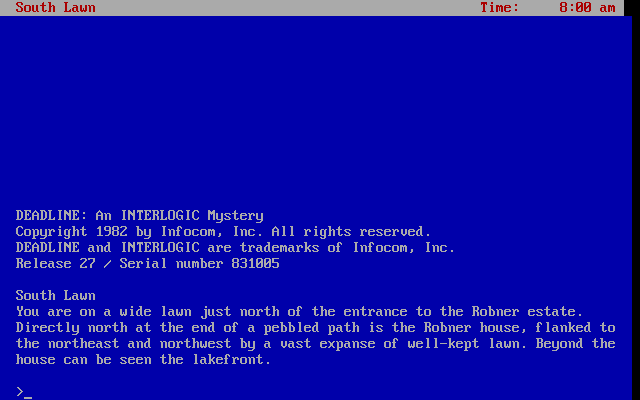 South Lawn Time: 8:00 am
DEADLINE: An INTERLOGIC Mystery
Copyright 1982 by Infocom, Inc. All rights reserved.
DEADLINE and INTERLOGIC are trademarks of Infocom, Inc.
Release 27 / Serial number 831005
South Lawn
You are on a wide lawn just north of the entrance to the Robner estate.
Directly north at the end of a pebbled path is the Robner house, flanked to
the northeast and northwest by a vast expanse of well-kept lawn. Beyond the
house can be seen the lakefront.
>_